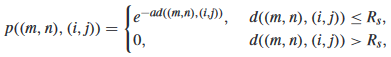 p((m, n), (i, j)) = { e^{-ad((m,n),(i,j))}, d((m, n), (i, j)) ≤ R_s,
0, d((m, n), (i, j)) > R_s,